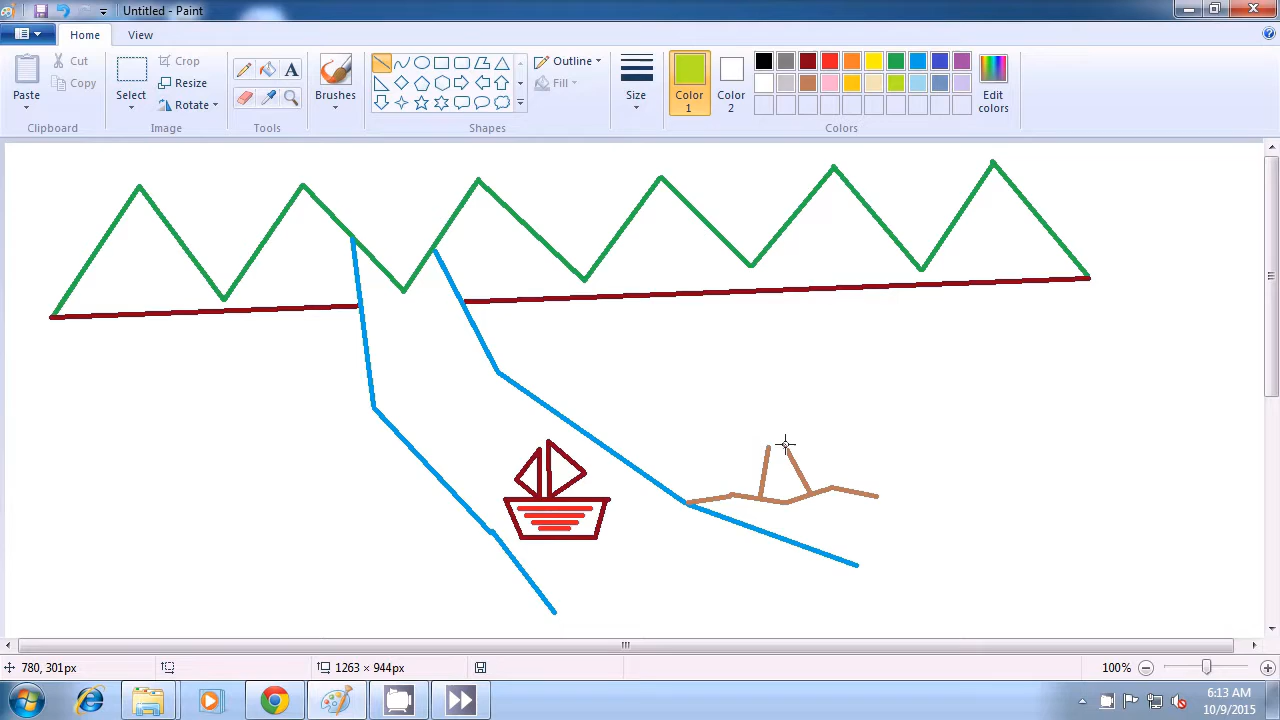 Untitled - Paint
Home View
Paste
Cut
Copy
Clipboard
Select
Crop
Resize
Rotate
Image
A
Tools
Brushes
Outline
Fill
Shapes
Size
Color 1
Color 2
Edit colors
Colors
780, 301px
1263 × 944px
100%
6:13 AM
10/9/2015